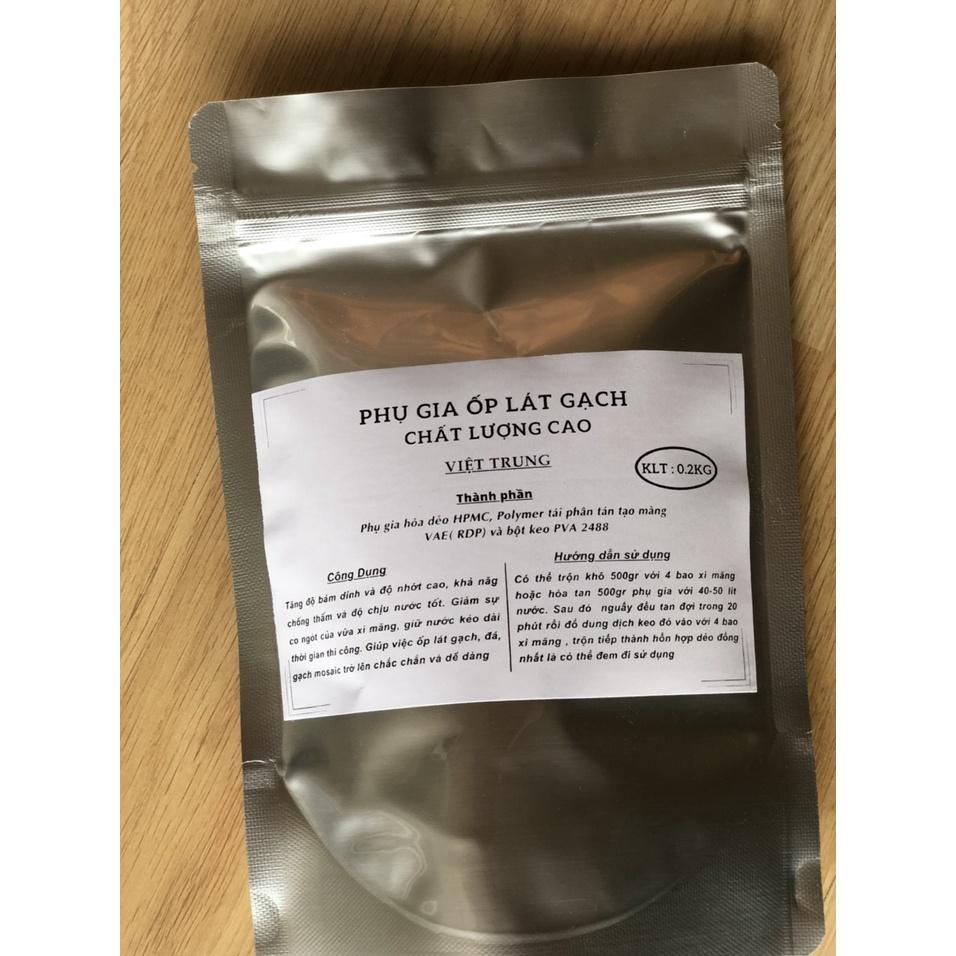 PHỤ GIA ỐP LÁT GẠCH
CHẤT LƯỢNG CAO
VIỆT TRUNG
KLT : 0.2KG
Thành phần
Phụ gia hóa dẻo HPMC, Polymer tái phân tán tạo màng
VAE( RDP) và bột keo PVA 2488
Công Dụng
Tăng độ bám dính và độ nhớt cao, khả năg
chống thấm và độ chịu nước tốt. Giảm sự
co ngót của vữa xi măng, giữ nước kéo dài
thời gian thi công. Giúp việc ốp lát gạch, đá,
gạch mosaic trở lên chắc chắn và dễ dàng
Hướng dẫn sử dụng
Có thể trộn khô 500gr với 4 bao xi măng
hoặc hòa tan 500gr phụ gia với 40-50 lít
nước. Sau đó nguấy đều tan đợi trong 20
phút rồi đổ dung dịch keo đó vào với 4 bao
xi măng , trộn tiếp thành hỗn hợp dẻo đồng
nhất là có thể đem đi sử dụng